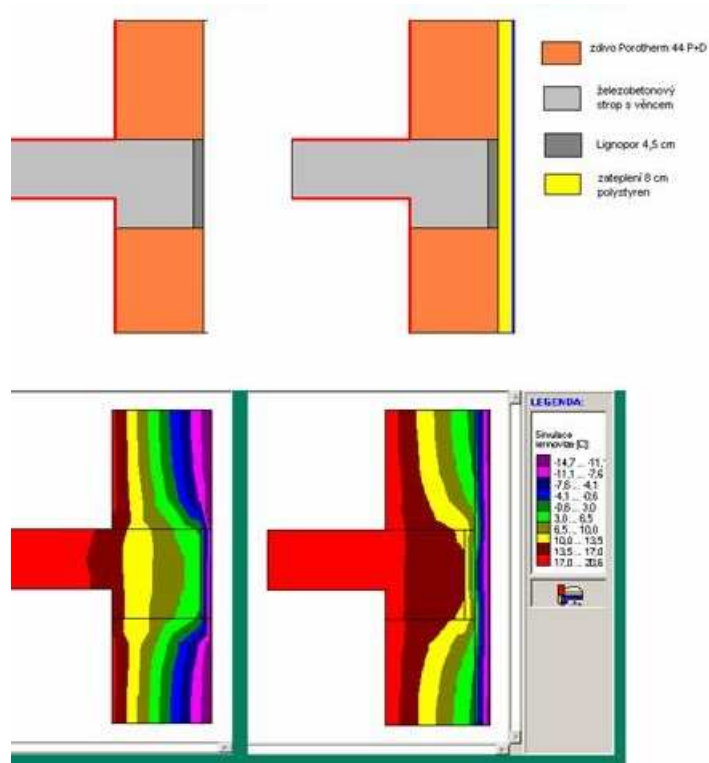 zdivo Porotherm 44 P+D
železobetonový
strop s věncem
Lignopor 4,5 cm
zateplení 8 cm
polystyren
LEGENDA:
Simulace
termovize [C]
-14,7 ... -11,1
-11,1 ... -7,6
-7,6 ... -4,1
-4,1 ... -0,6
-0,6 ... 3,0
3,0 ... 6,5
6,5 ... 10,0
10,0 ... 13,5
13,5 ... 17,0
17,0 ... 20,6